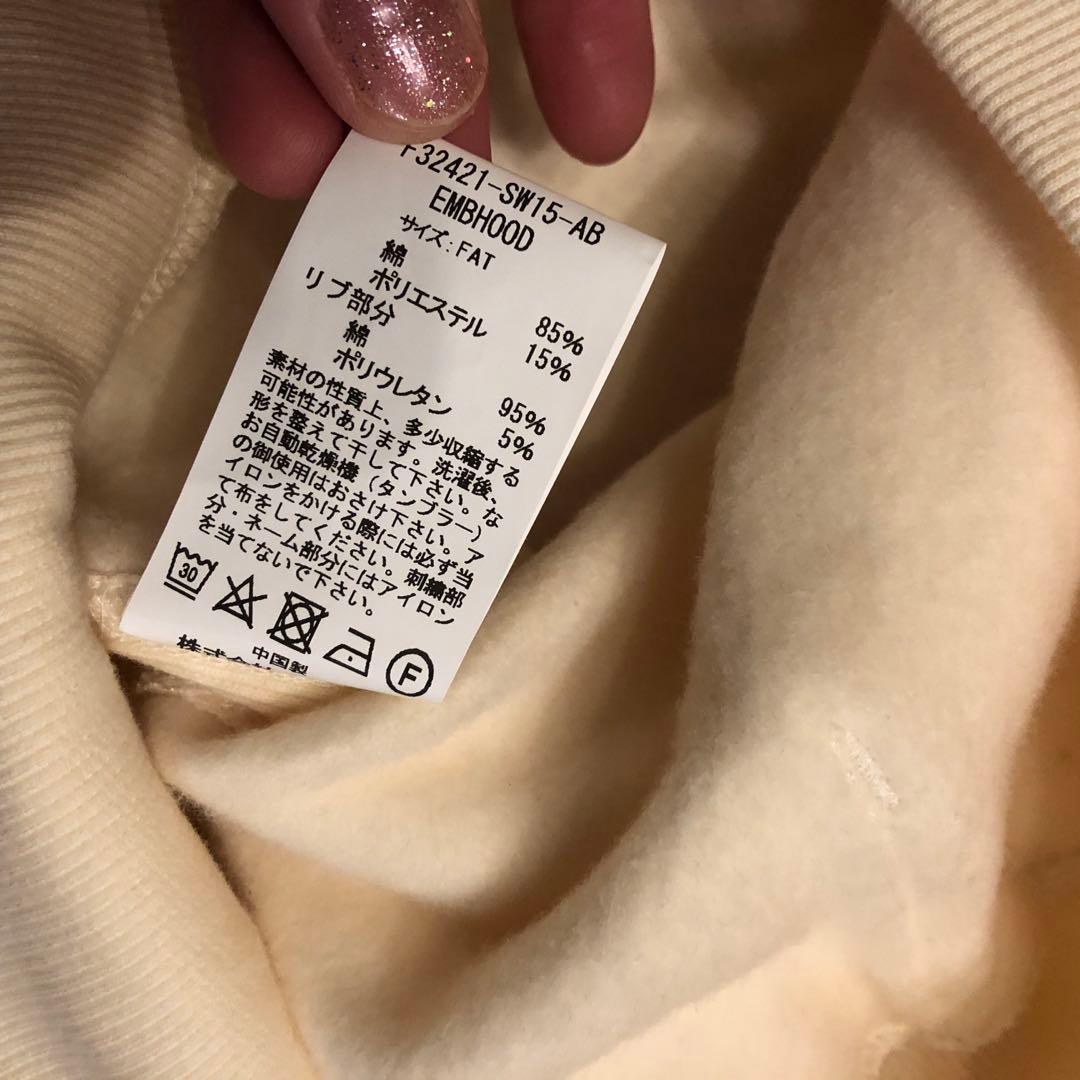 F32421-SW15-AB
EMBHOOD
サイズ:FAT
綿 85%
ポリエステル 15%
リブ部分
綿 95%
ポリウレタン 5%
素材の性質上、多少収縮する
可能性があります。洗濯後、
形を整えて干して下さい。な
お自動乾燥機(タンブラー)
の御使用はおさけ下さい。ア
イロンをかける際には必ず当
て布をしてください。刺繍部
分・ネーム部分にはアイロン
を当てないで下さい。
30 F
中国製
株式会